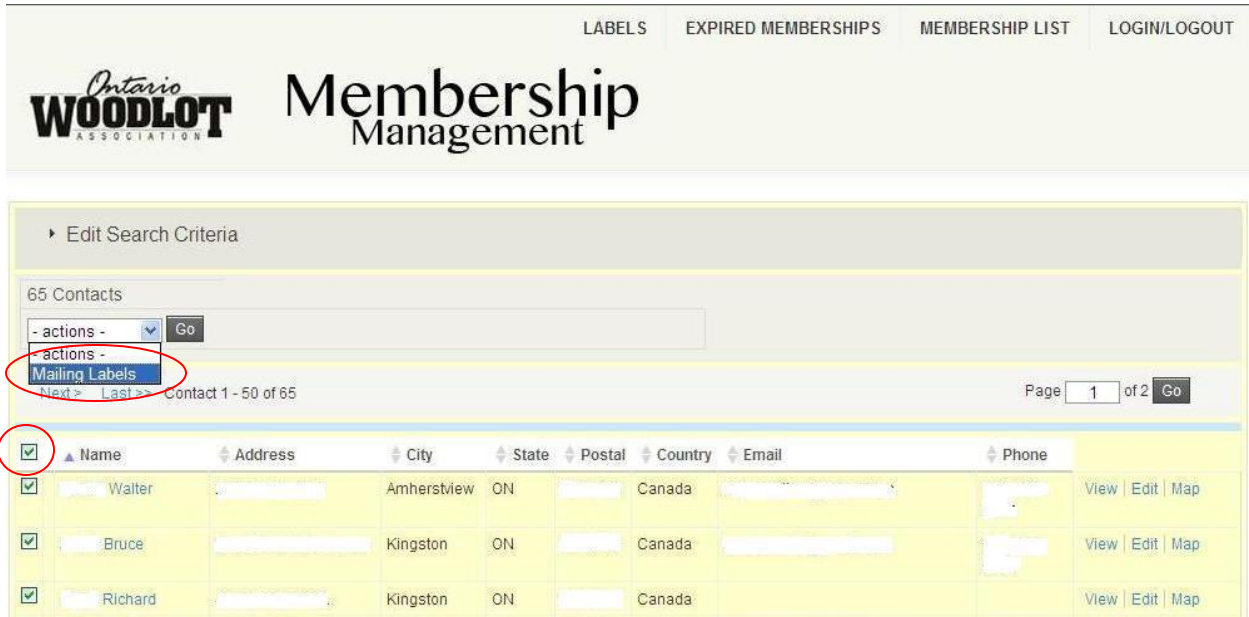 LABELS EXPIRED MEMBERSHIPS MEMBERSHIP LIST LOGIN/LOGOUT
Ontario
WOODLOT
ASSOCIATION
Membership
Management
Edit Search Criteria
65 Contacts
- actions - Go
- actions -
Mailing Labels
Next > Last >> Contact 1 - 50 of 65 Page 1 of 2 Go
Name Address City State Postal Country Email Phone
Walter Amherstview ON Canada View | Edit | Map
Bruce Kingston ON Canada View | Edit | Map
Richard Kingston ON Canada View | Edit | Map